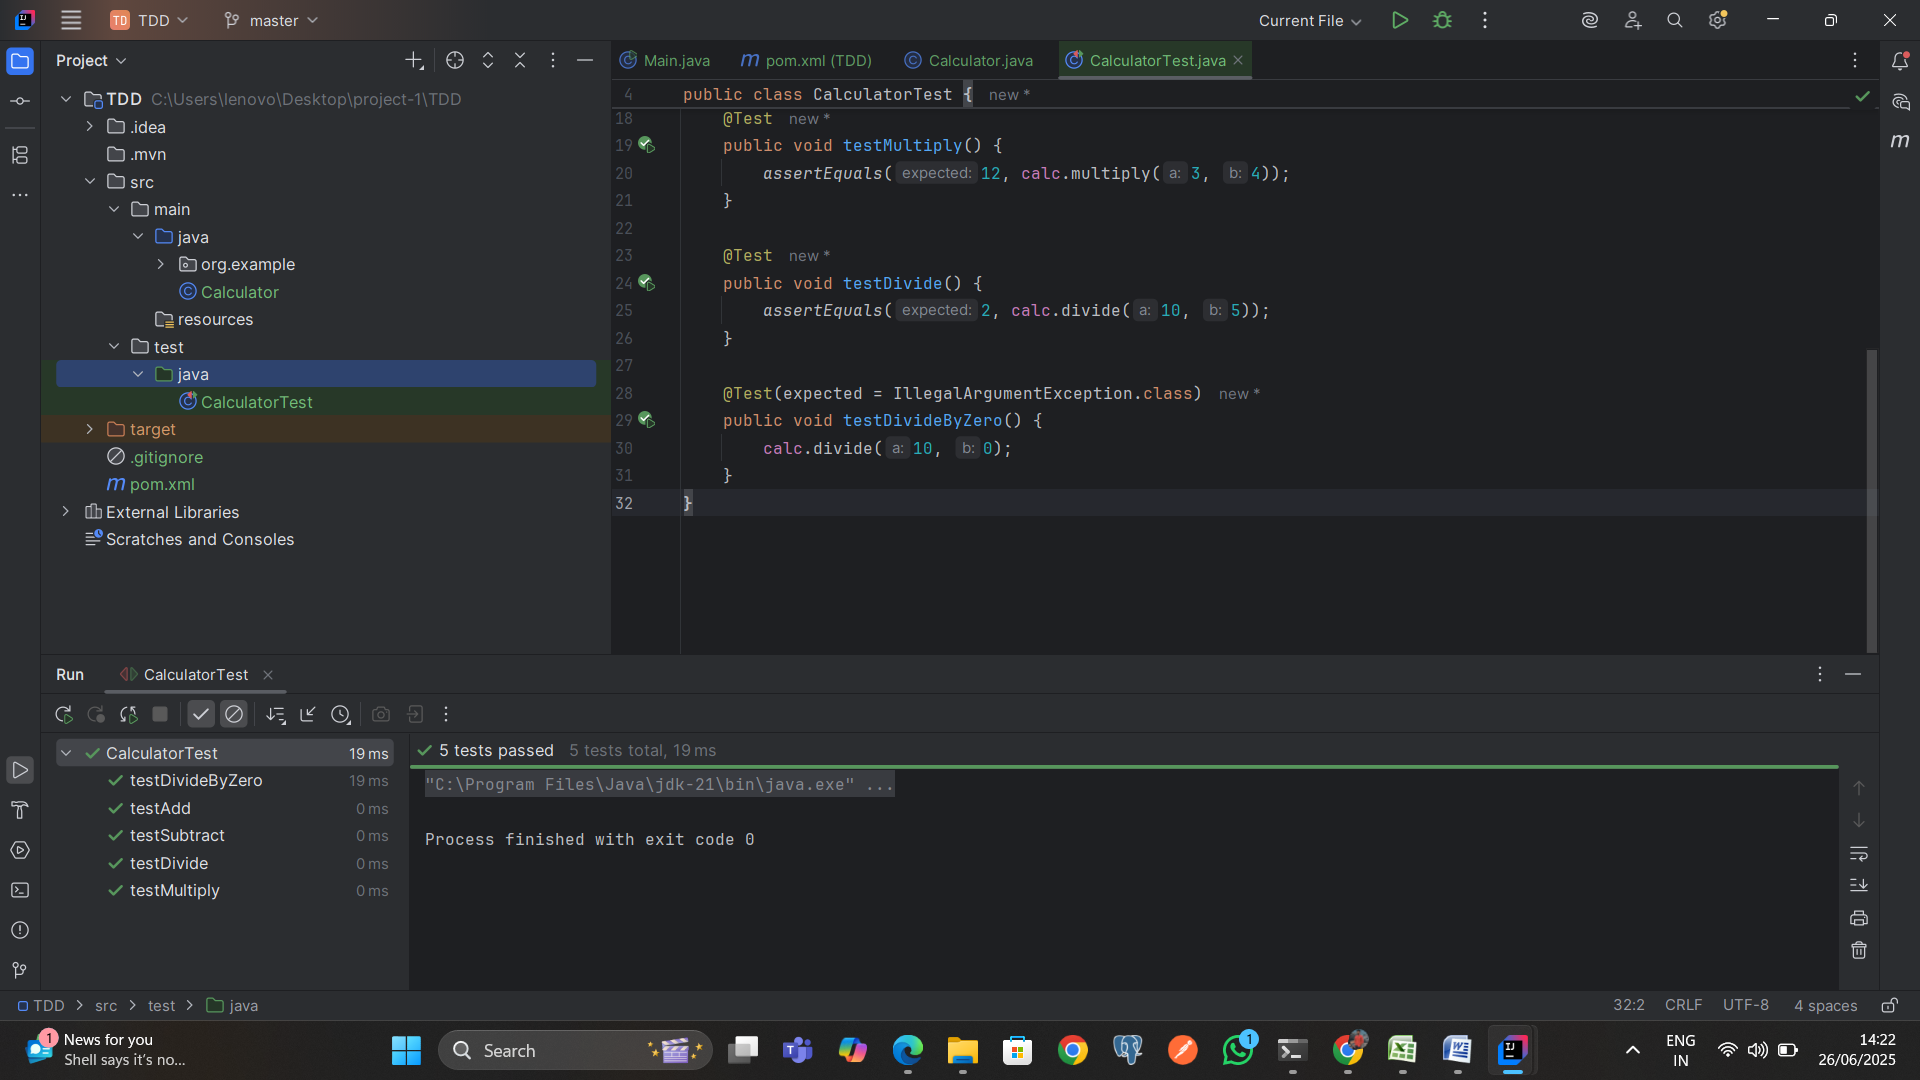 TD TDD master Current File
Project
Main.java pom.xml (TDD) Calculator.java CalculatorTest.java
TDD C:\Users\lenovo\Desktop\project-1\TDD
.idea
.mvn
src
main
java
org.example
Calculator
resources
test
java
CalculatorTest
target
.gitignore
m pom.xml
External Libraries
Scratches and Consoles
4 public class CalculatorTest { new *
18 @Test new *
19 public void testMultiply() {
20 assertEquals( expected: 12, calc.multiply( a: 3, b: 4));
21 }
22
23 @Test new *
24 public void testDivide() {
25 assertEquals( expected: 2, calc.divide( a: 10, b: 5));
26 }
27
28 @Test(expected = IllegalArgumentException.class) new *
29 public void testDivideByZero() {
30 calc.divide( a: 10, b: 0);
31 }
32 }
Run CalculatorTest
CalculatorTest 19 ms
testDivideByZero 19 ms
testAdd 0 ms
testSubtract 0 ms
testDivide 0 ms
testMultiply 0 ms
5 tests passed 5 tests total, 19 ms
"C:\Program Files\Java\jdk-21\bin\java.exe" ...
Process finished with exit code 0
TDD > src > test > java
32:2 CRLF UTF-8 4 spaces
1 News for you
Shell says it's no...
Search
1
ENG
IN
14:22
26/06/2025